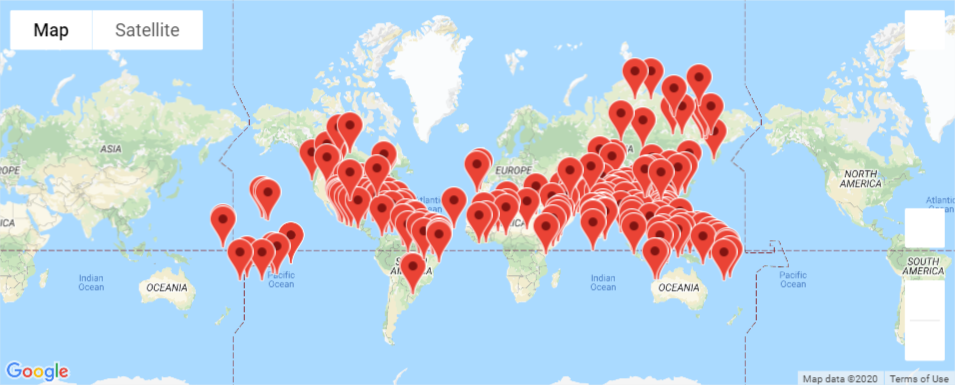 Map
Satellite
ASIA
EUROPE
NORTH
AMERICA
Atlantic
Ocean
Indian
Ocean
OCEANIA
Pacific
Ocean
AMERICA
Indian
Ocean
OCEANIA
Pacific
Ocean
SOUTH
AMERICA
Google
Map data ©2020
Terms of Use